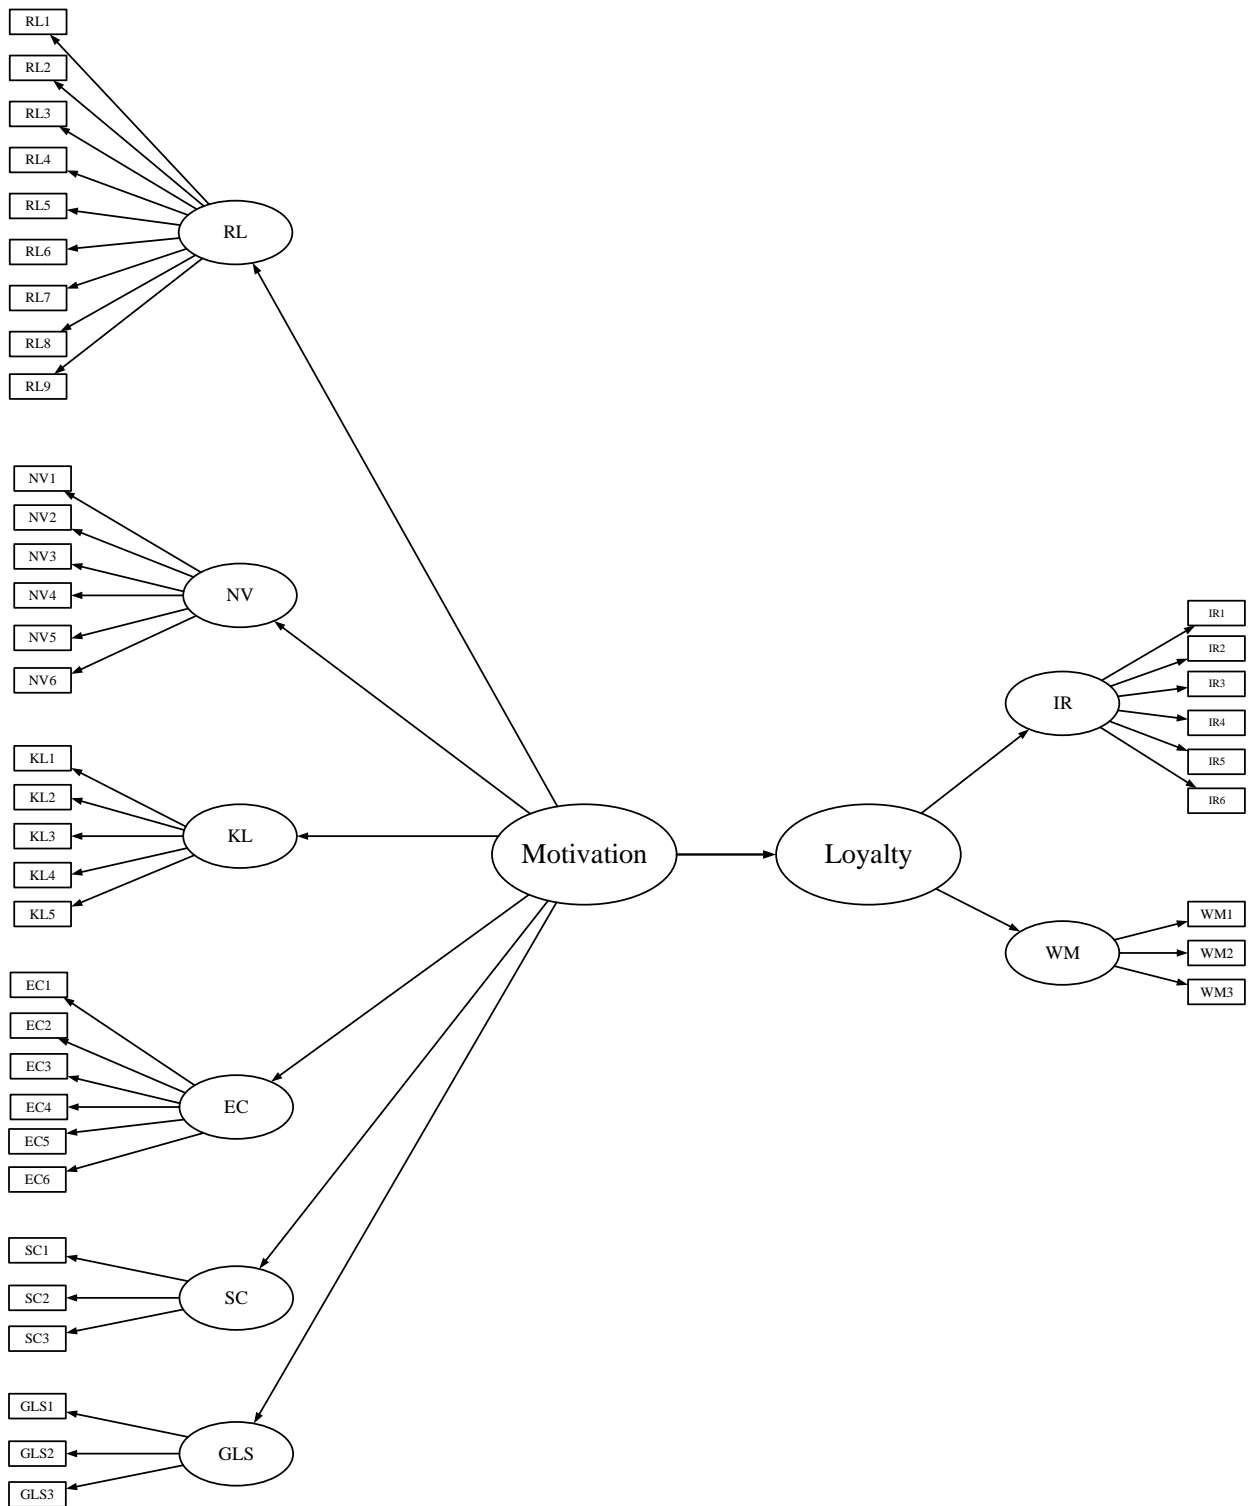 RL1
RL2
RL3
RL4
RL5
RL6
RL7
RL8
RL9
RL
NV1
NV2
NV3
NV4
NV5
NV6
NV
KL1
KL2
KL3
KL4
KL5
KL
EC1
EC2
EC3
EC4
EC5
EC6
EC
SC1
SC2
SC3
SC
GLS1
GLS2
GLS3
GLS
Motivation
Loyalty
IR
IR1
IR2
IR3
IR4
IR5
IR6
WM
WM1
WM2
WM3